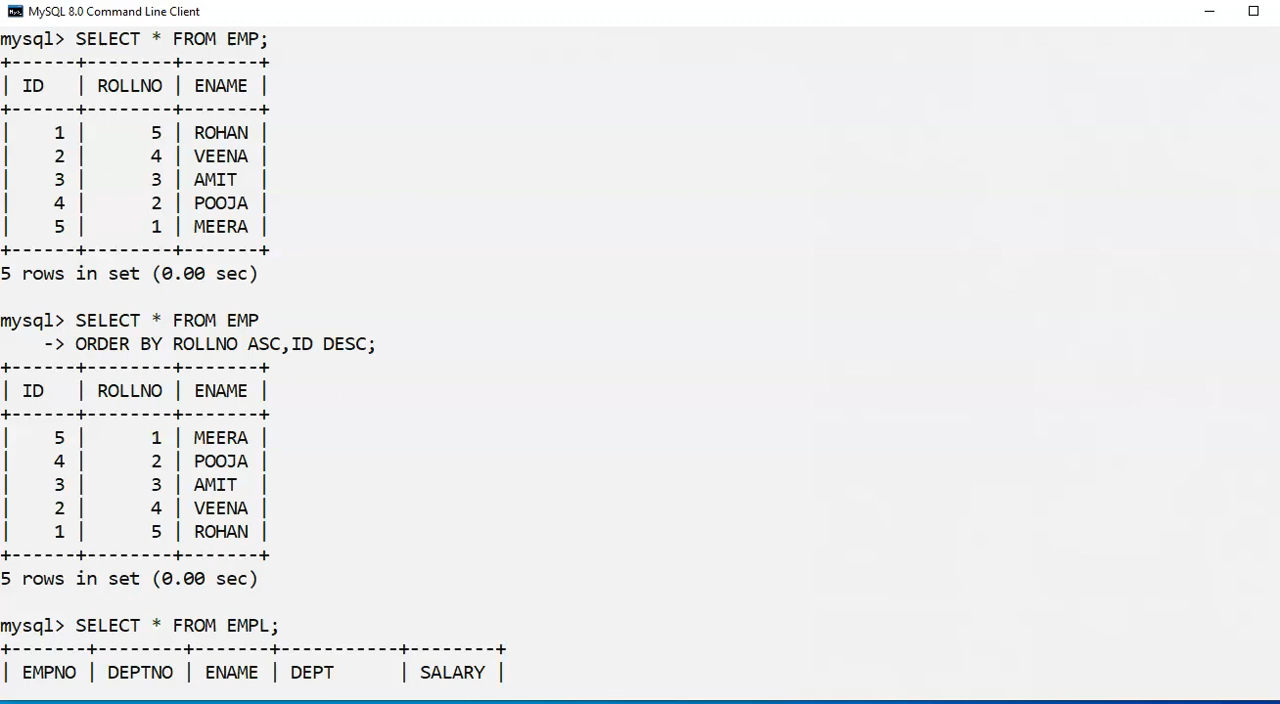 MySQL 8.0 Command Line Client
mysql> SELECT * FROM EMP;
+------+--------+-------+
| ID   | ROLLNO | ENAME |
+------+--------+-------+
|    1 |      5 | ROHAN |
|    2 |      4 | VEENA |
|    3 |      3 | AMIT  |
|    4 |      2 | POOJA |
|    5 |      1 | MEERA |
+------+--------+-------+
5 rows in set (0.00 sec)
mysql> SELECT * FROM EMP
    -> ORDER BY ROLLNO ASC,ID DESC;
+------+--------+-------+
| ID   | ROLLNO | ENAME |
+------+--------+-------+
|    5 |      1 | MEERA |
|    4 |      2 | POOJA |
|    3 |      3 | AMIT  |
|    2 |      4 | VEENA |
|    1 |      5 | ROHAN |
+------+--------+-------+
5 rows in set (0.00 sec)
mysql> SELECT * FROM EMPL;
+-------+--------+-------+-----------+--------+
| EMPNO | DEPTNO | ENAME | DEPT      | SALARY |